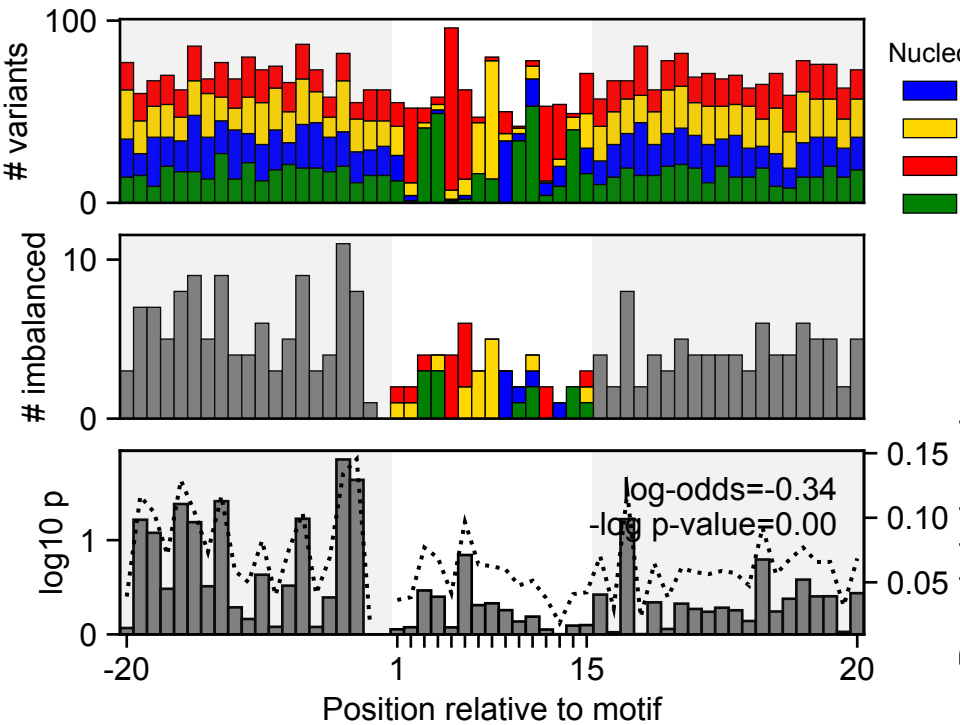 100
# variants
0
Nucleo
10
# imbalanced
0
log-odds=-0.34
-log p-value=0.00
1
log10 p
0
0.15
0.10
0.05
-20
1
15
20
Position relative to motif